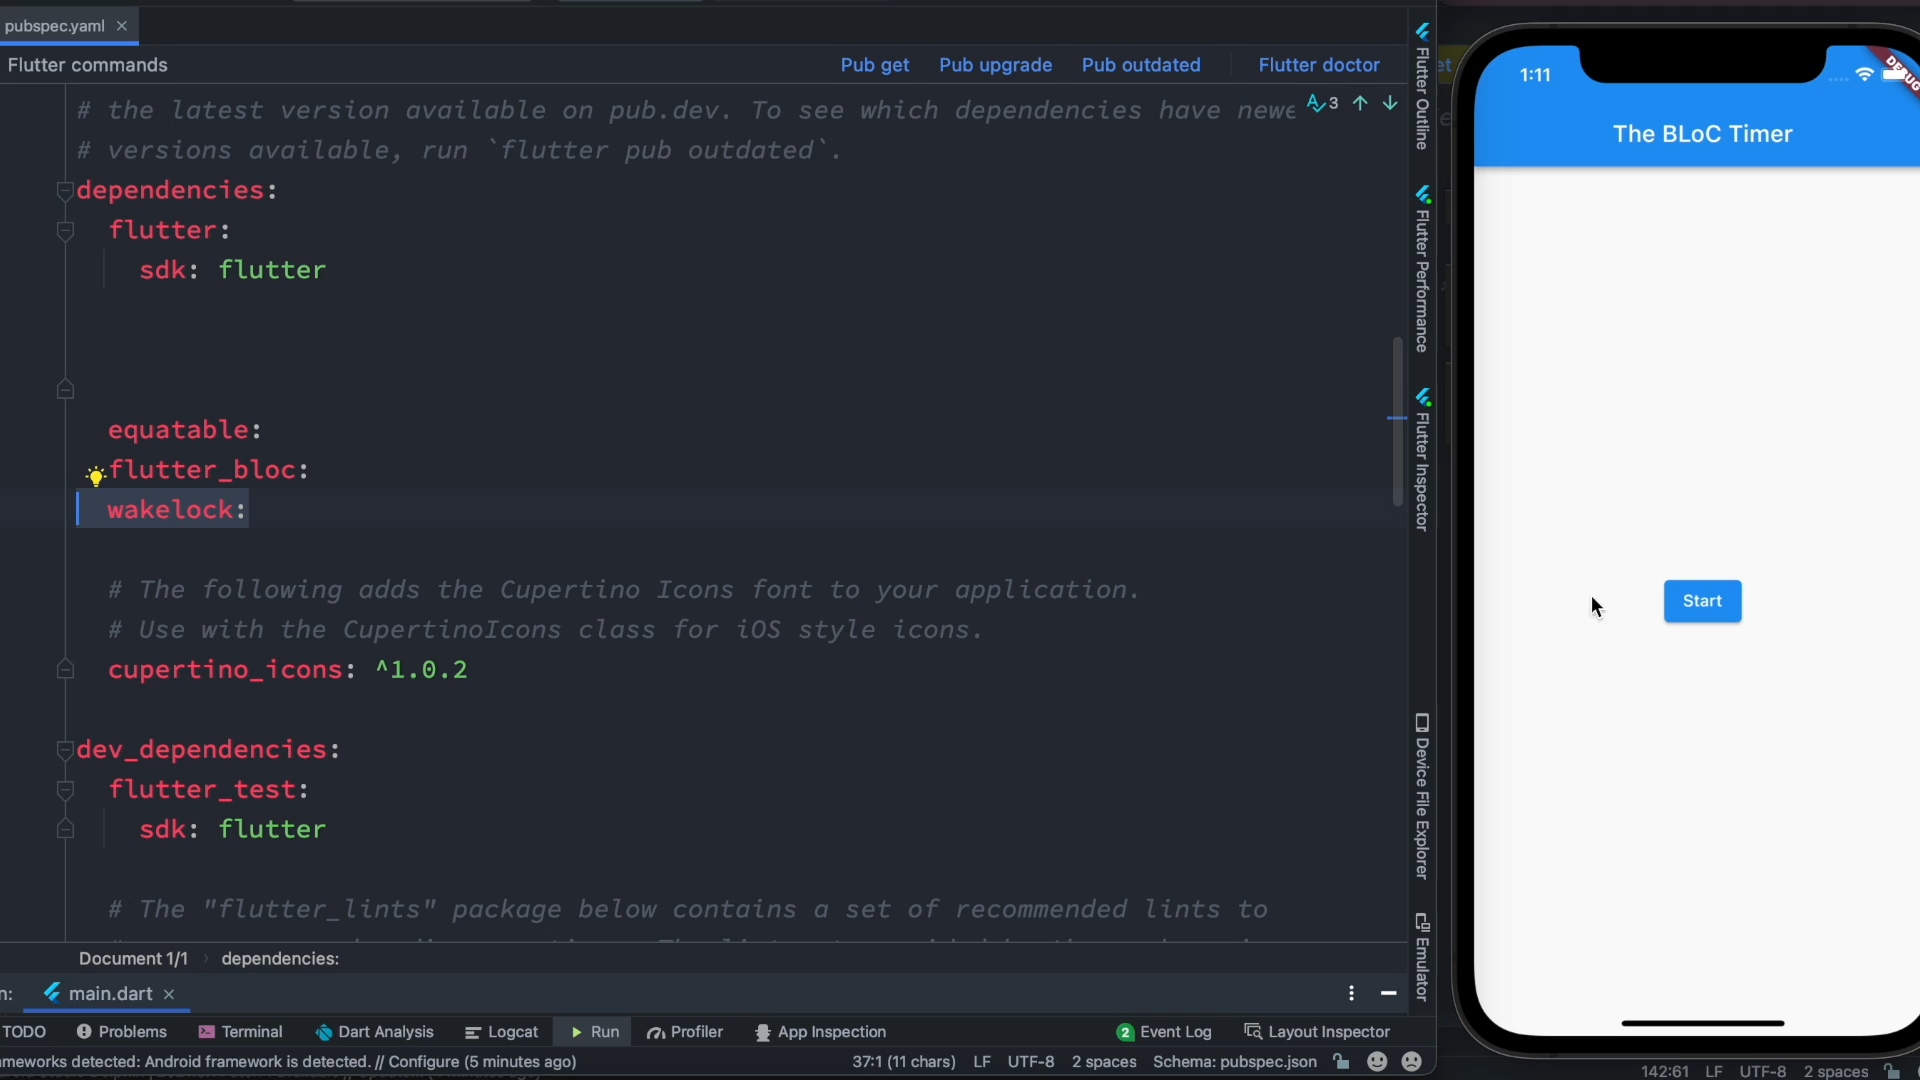 pubspec.yaml
Flutter commands
Pub get
Pub upgrade
Pub outdated
Flutter doctor
# the latest version available on pub.dev. To see which dependencies have newe
3
# versions available, run `flutter pub outdated`.
dependencies:
flutter:
sdk: flutter
equatable:
flutter_bloc:
wakelock:
# The following adds the Cupertino Icons font to your application.
# Use with the CupertinoIcons class for iOS style icons.
cupertino_icons: ^1.0.2
dev_dependencies:
flutter_test:
sdk: flutter
# The "flutter_lints" package below contains a set of recommended lints to
Document 1/1
dependencies:
n:
main.dart
TODO
Problems
Terminal
Dart Analysis
Logcat
Run
Profiler
App Inspection
2
Event Log
Layout Inspector
meworks detected: Android framework is detected. // Configure (5 minutes ago)
37:1 (11 chars)
LF
UTF-8
2 spaces
Schema: pubspec.json
Flutter Outline
Flutter Performance
Flutter Inspector
Device File Explorer
Emulator
et
1:11
DEBUG
The BLoC Timer
Start
142:61
LF
UTF-8
2 spaces